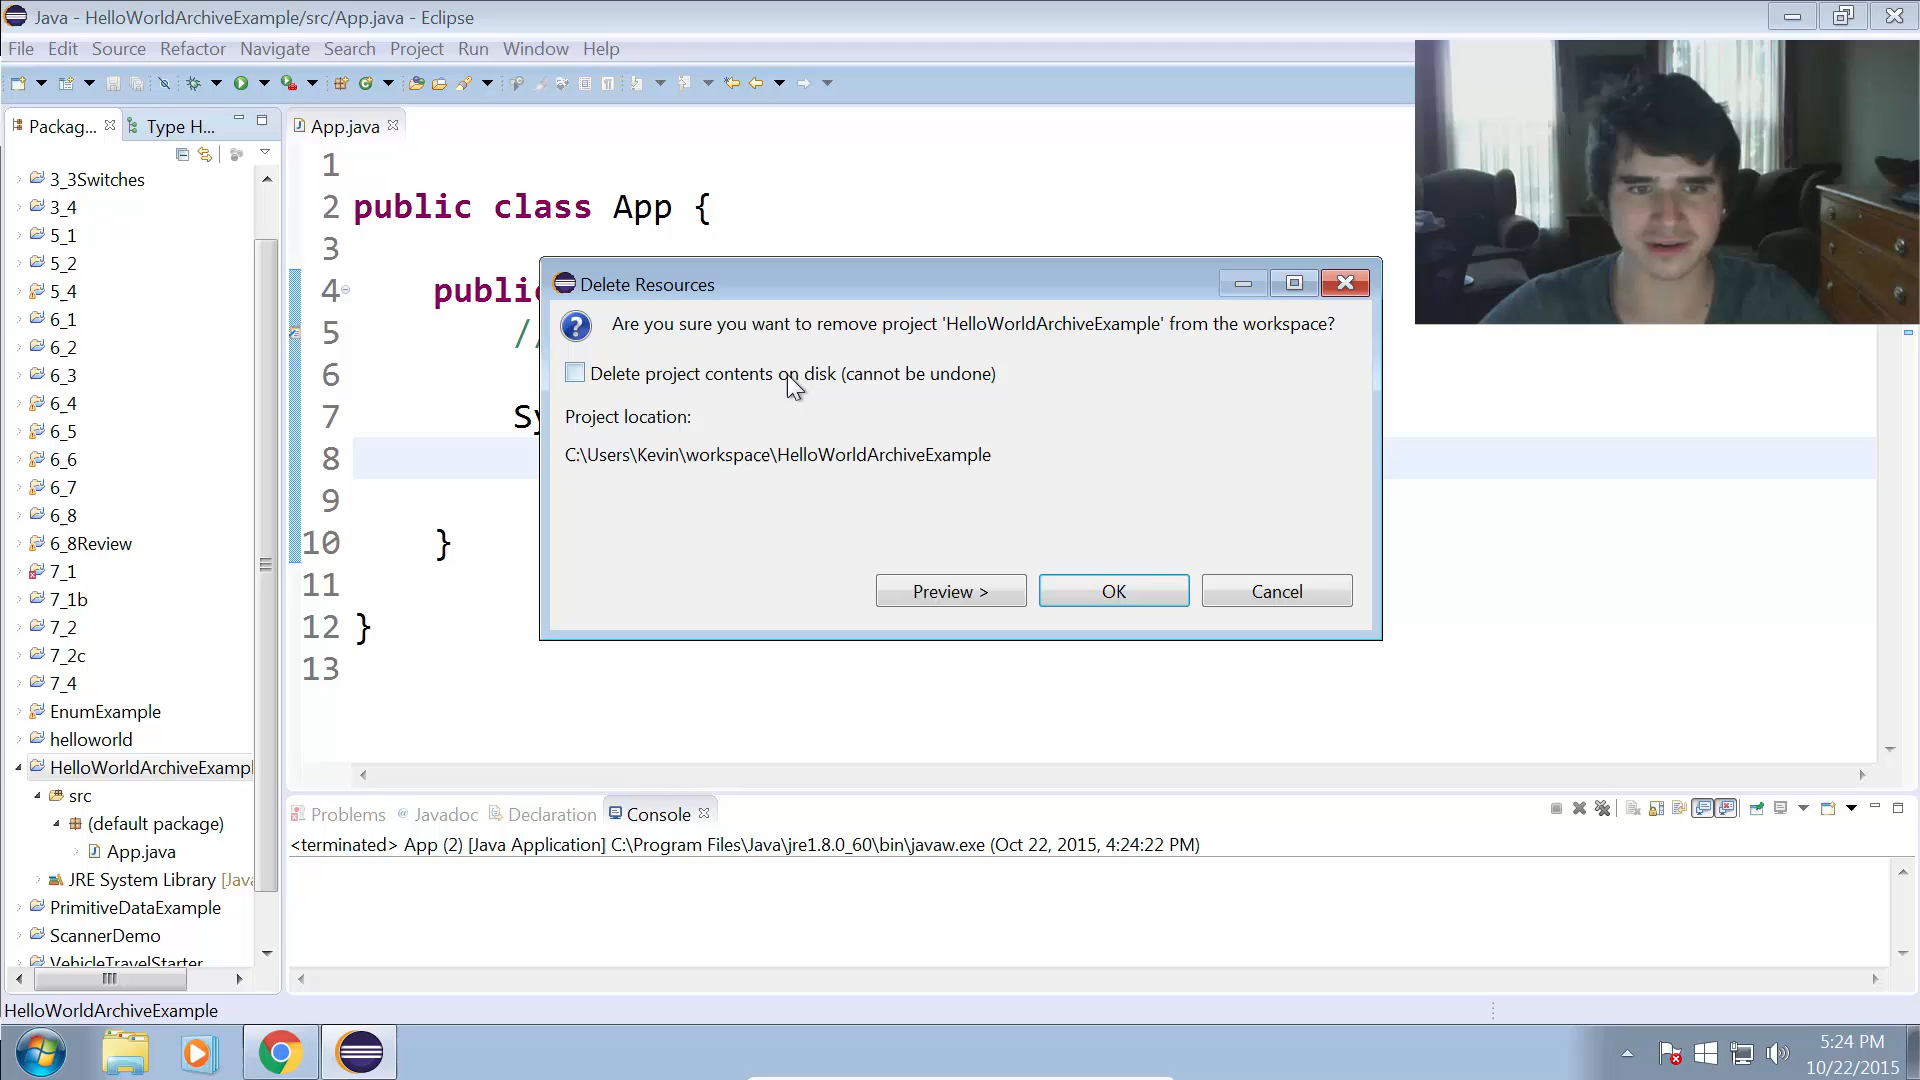 Java - HelloWorldArchiveExample/src/App.java - Eclipse
File Edit Source Refactor Navigate Search Project Run Window Help
Packag... Type H...
App.java
3_3Switches
3_4
5_1
5_2
5_4
6_1
6_2
6_3
6_4
6_5
6_6
6_7
6_8
6_8Review
7_1
7_1b
7_2
7_2c
7_4
EnumExample
helloworld
HelloWorldArchiveExampl
src
(default package)
App.java
JRE System Library [Java
PrimitiveDataExample
ScannerDemo
VehicleTravelStarter
1
2 public class App {
3
4 public
5 //
6
7 Sy
8
9
10 }
11
12 }
13
Delete Resources
Are you sure you want to remove project 'HelloWorldArchiveExample' from the workspace?
Delete project contents on disk (cannot be undone)
Project location:
C:\Users\Kevin\workspace\HelloWorldArchiveExample
Preview > OK Cancel
Problems @ Javadoc Declaration Console
<terminated> App (2) [Java Application] C:\Program Files\Java\jre1.8.0_60\bin\javaw.exe (Oct 22, 2015, 4:24:22 PM)
HelloWorldArchiveExample
5:24 PM
10/22/2015